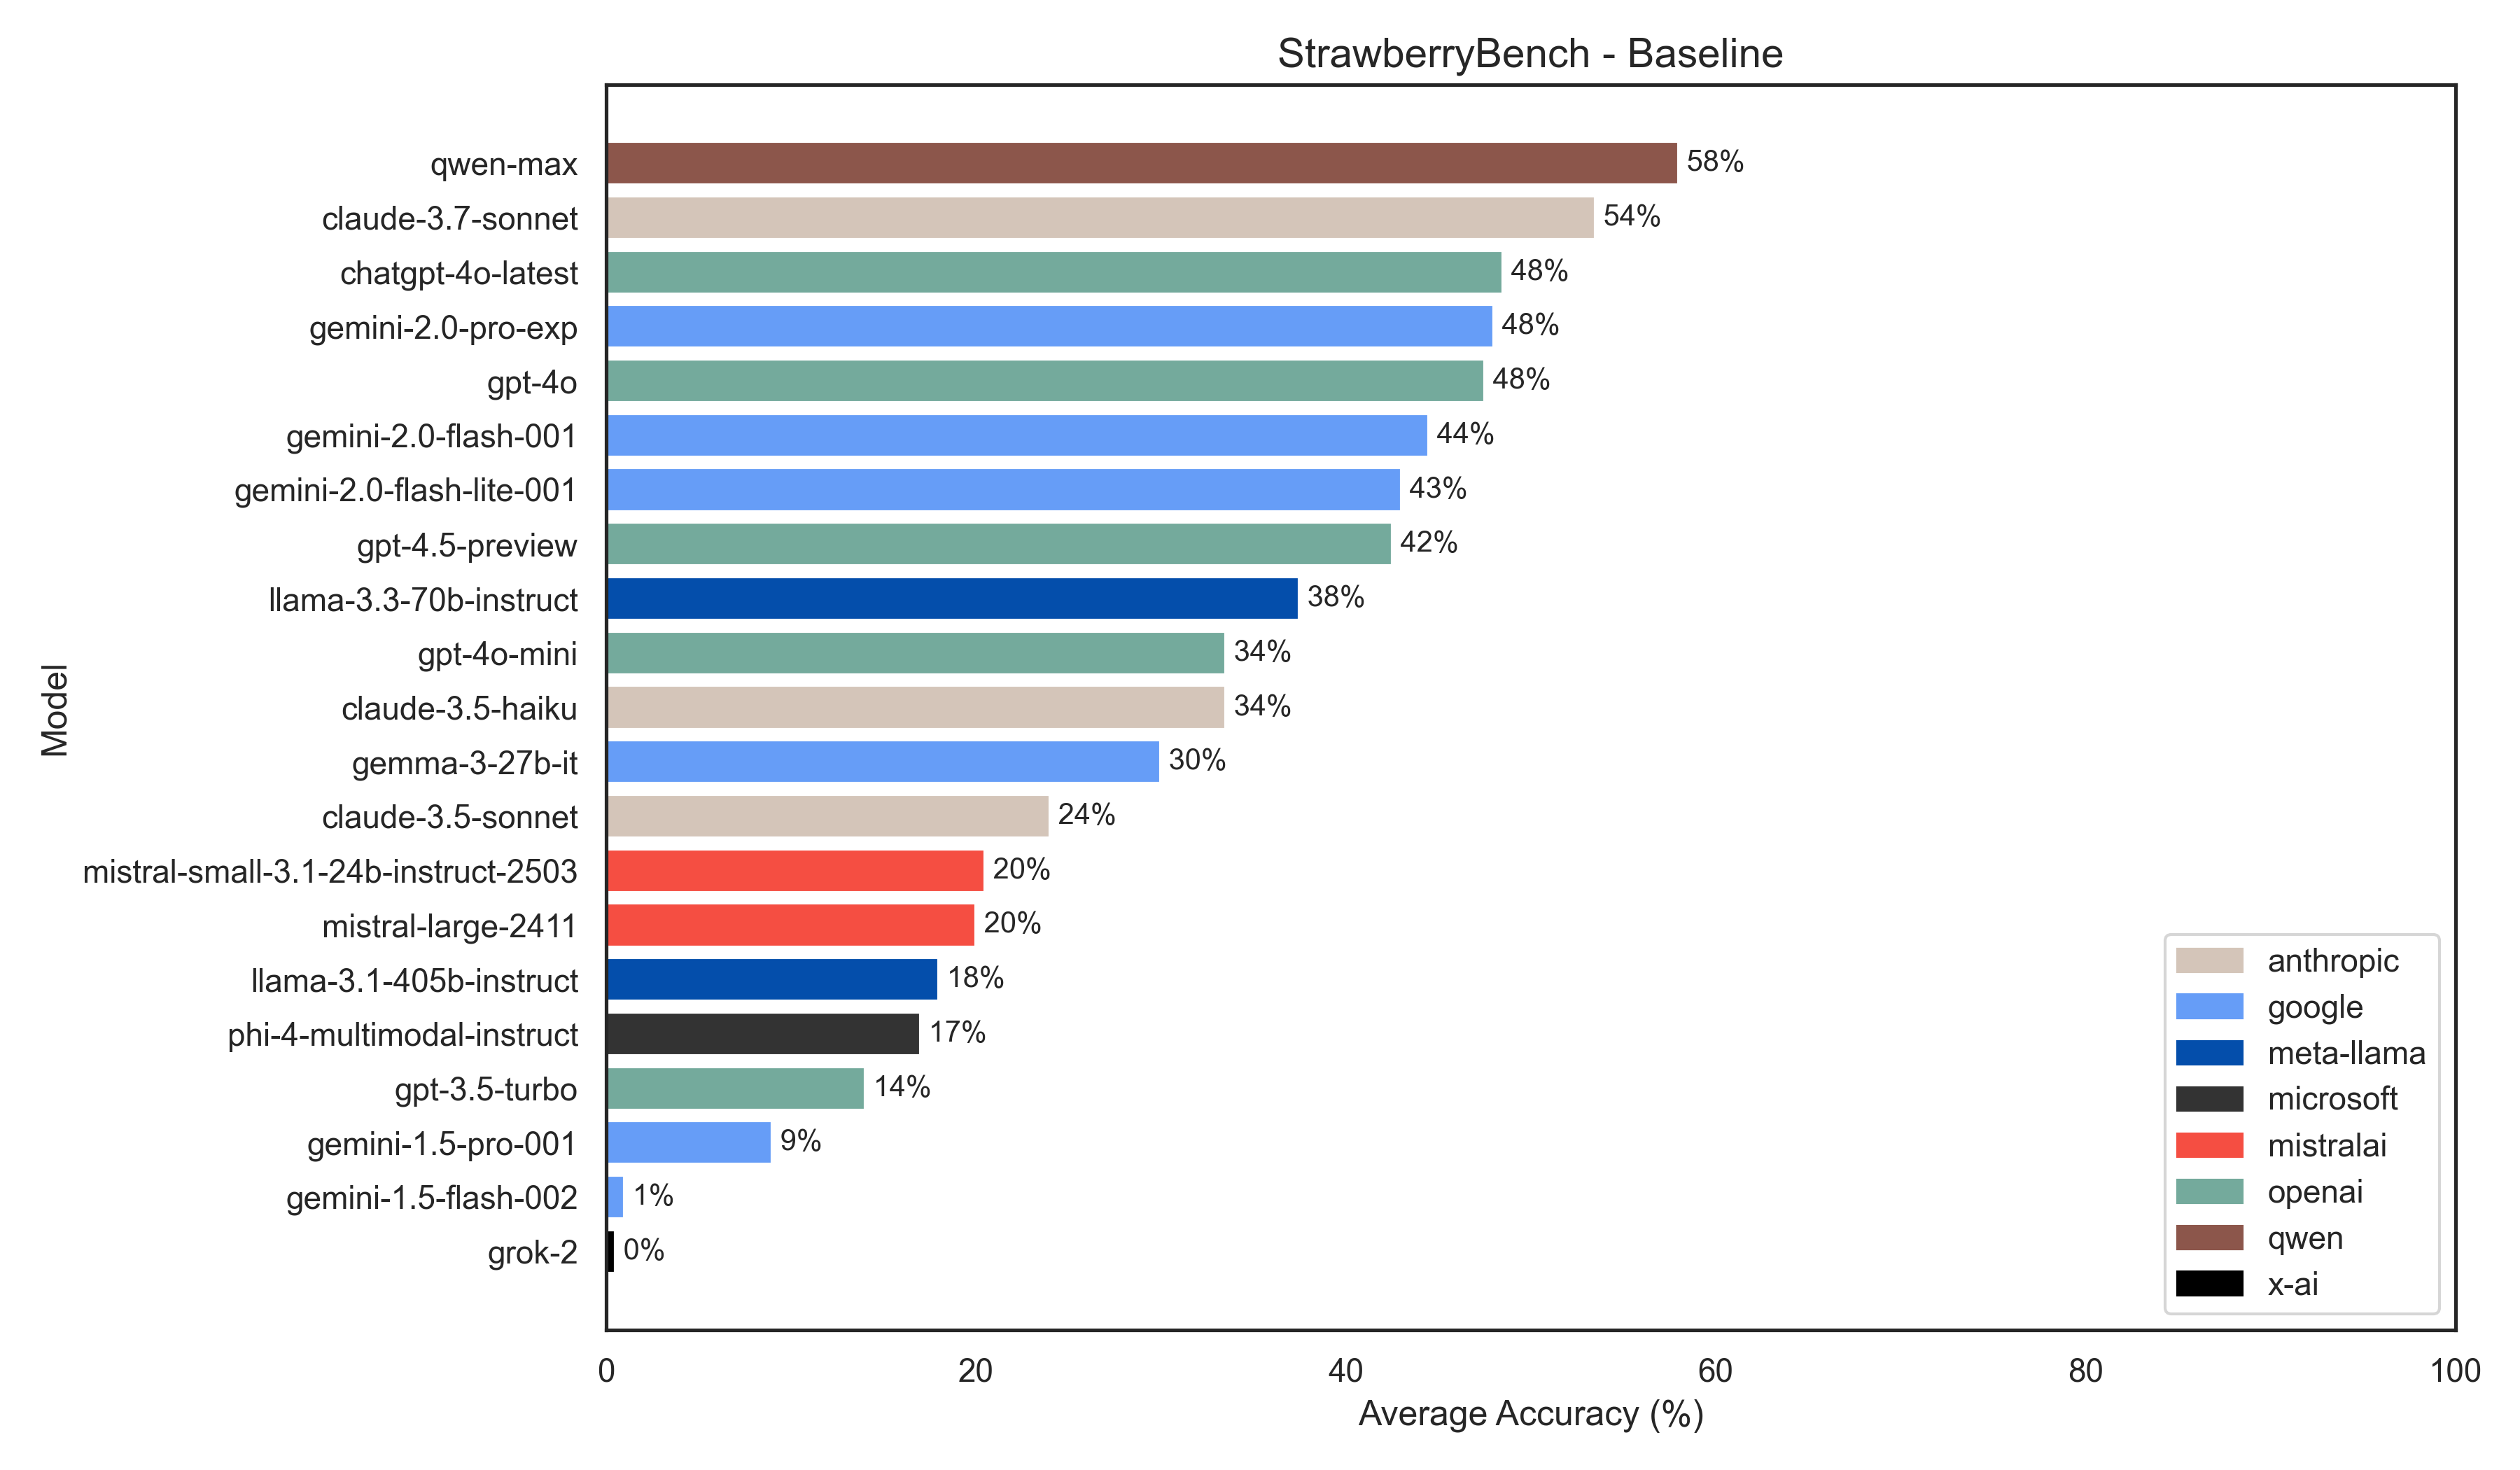 StrawberryBench - Baseline
Model
qwen-max 58%
claude-3.7-sonnet 54%
chatgpt-4o-latest 48%
gemini-2.0-pro-exp 48%
gpt-4o 48%
gemini-2.0-flash-001 44%
gemini-2.0-flash-lite-001 43%
gpt-4.5-preview 42%
llama-3.3-70b-instruct 38%
gpt-4o-mini 34%
claude-3.5-haiku 34%
gemma-3-27b-it 30%
claude-3.5-sonnet 24%
mistral-small-3.1-24b-instruct-2503 20%
mistral-large-2411 20%
llama-3.1-405b-instruct 18%
phi-4-multimodal-instruct 17%
gpt-3.5-turbo 14%
gemini-1.5-pro-001 9%
gemini-1.5-flash-002 1%
grok-2 0%
anthropic
google
meta-llama
microsoft
mistralai
openai
qwen
x-ai
0 20 40 60 80 100
Average Accuracy (%)